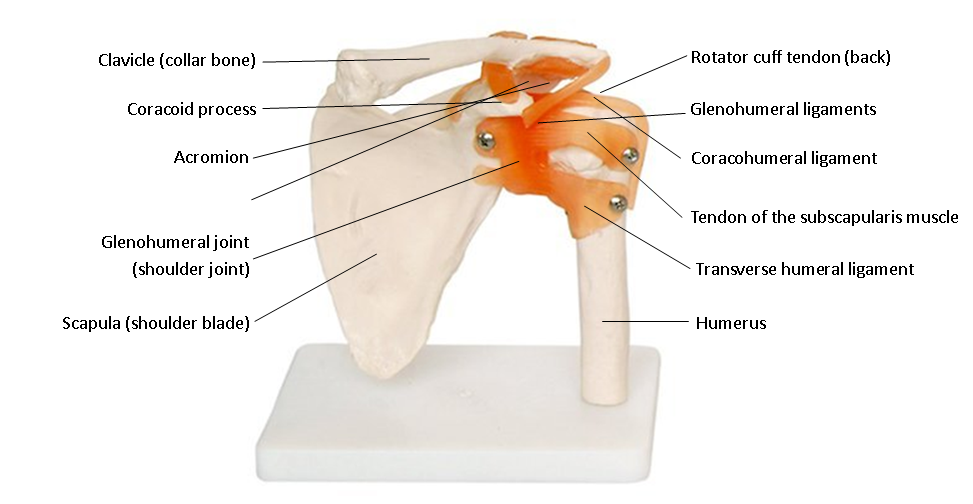 Clavicle (collar bone)
Coracoid process
Acromion
Glenohumeral joint
(shoulder joint)
Scapula (shoulder blade)
Rotator cuff tendon (back)
Glenohumeral ligaments
Coracohumeral ligament
Tendon of the subscapularis muscle
Transverse humeral ligament
Humerus